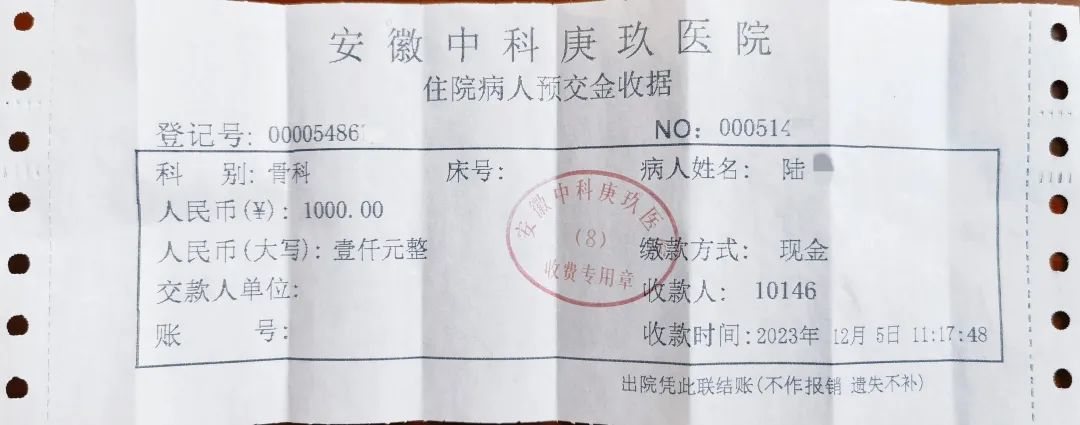 安徽中科庚玖医院
住院病人预交金收据
登记号：00005486 NO：000514
科 别：骨科 床号： 病人姓名： 陆
人民币(¥)：1000.00
人民币(大写)：壹仟元整 缴款方式： 现金
交款人单位： 收款人： 10146
账 号： 收款时间：2023年 12月 5日 11:17:48
出院凭此联结账(不作报销 遗失不补)
安徽中科庚玖医
(8)
收费专用章